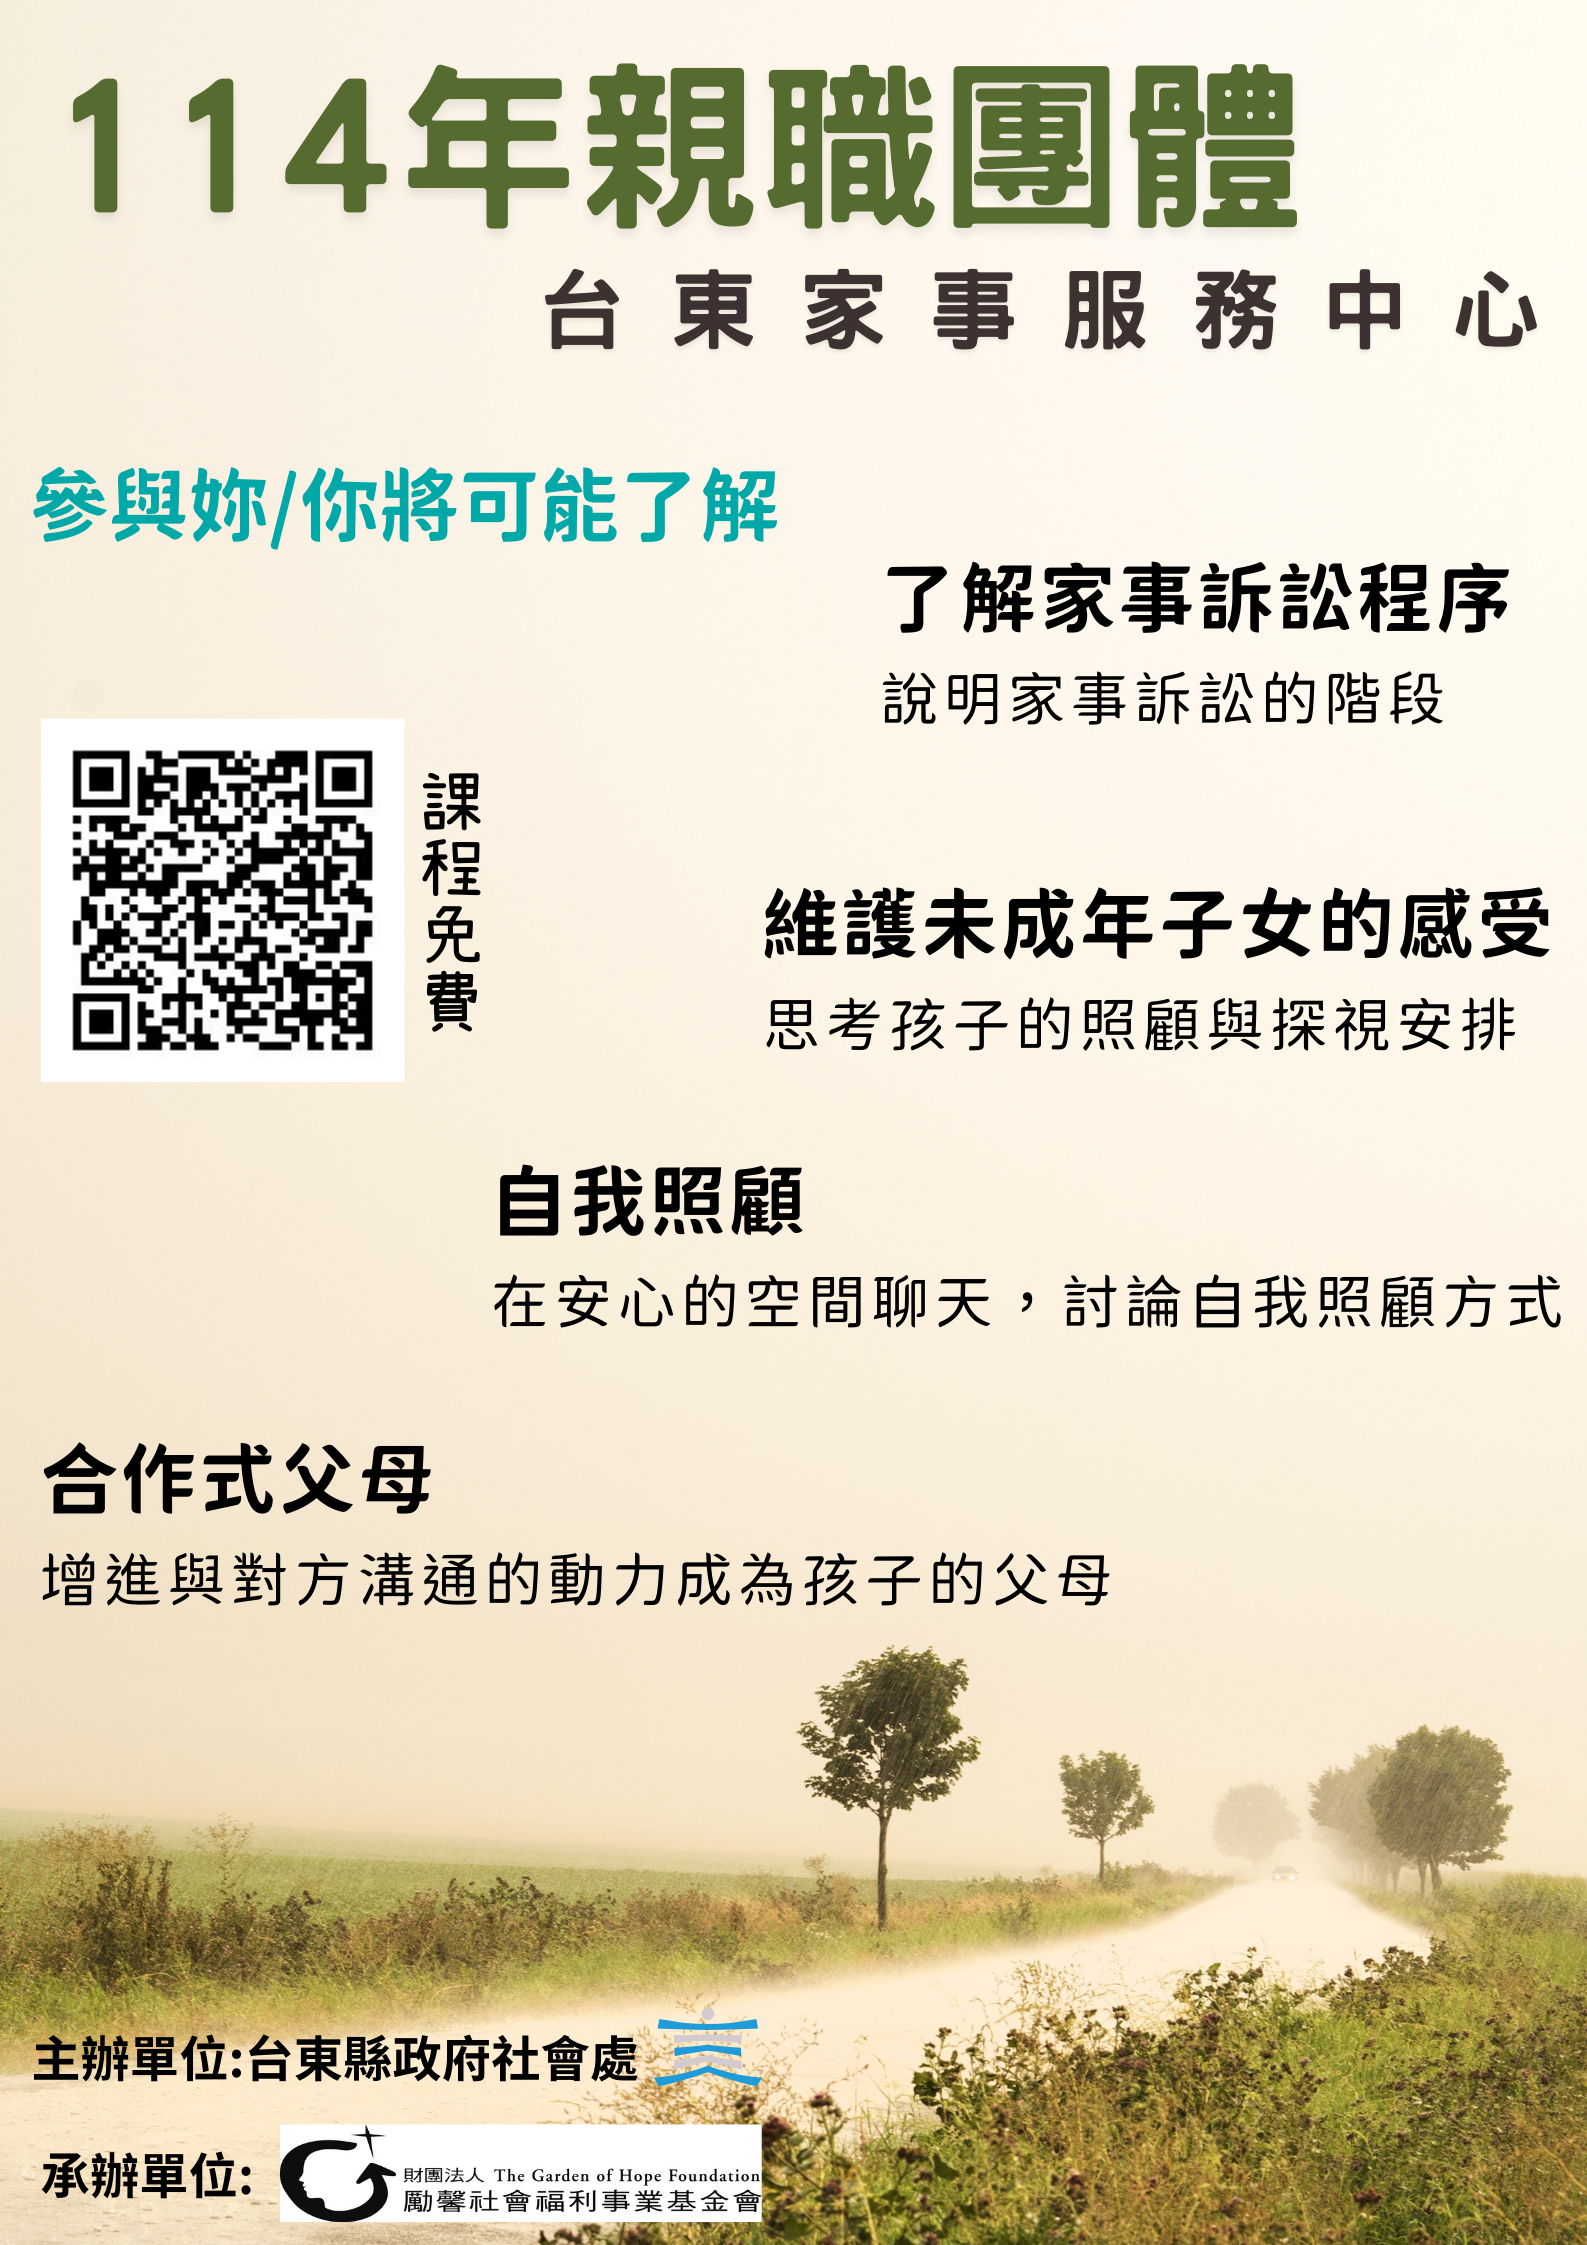 114年親職團體
台東家事服務中心
參與妳/你將可能了解
了解家事訴訟程序
說明家事訴訟的階段
課程免費
維護未成年子女的感受
思考孩子的照顧與探視安排
自我照顧
在安心的空間聊天，討論自我照顧方式
合作式父母
增進與對方溝通的動力成為孩子的父母
主辦單位:台東縣政府社會處
承辦單位:
財團法人 The Garden of Hope Foundation
勵馨社會福利事業基金會